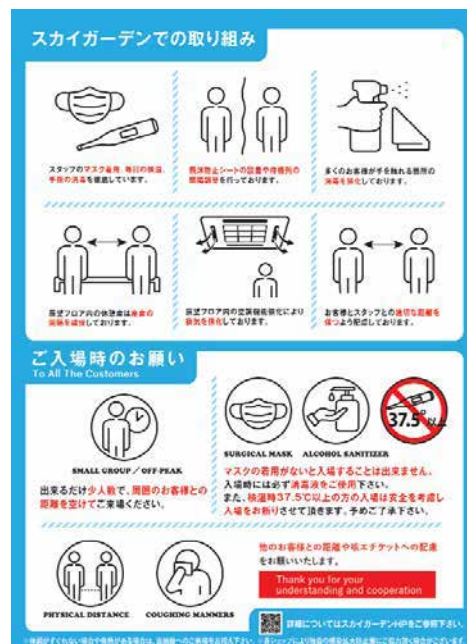 スカイガーデンでの取り組み
スタッフのマスク着用、毎日の検温、
手指の消毒を徹底しています。
飛沫防止シートの設置や待機列の
間隔調整を行っております。
多くのお客様が手を触れる箇所の
消毒を強化しております。
展望フロア内の休憩席は座席の
間隔を確保しております。
展望フロア内の空調機能強化により
換気を強化しております。
お客様とスタッフとの適切な距離を
保つよう配慮しております。
ご入場時のお願い
To All The Customers
SMALL GROUP / OFF-PEAK
出来るだけ少人数で、周囲のお客様との
距離を空けてご来場ください。
37.5°以上
SURGICAL MASK
ALCOHOL SANITIZER
マスクの着用がないと入場することは出来ません。
入場時には必ず消毒液をご使用下さい。
また、検温時37.5℃以上の方の入場は安全を考慮し
入場をお断りさせて頂きます。予めご了承下さい。
PHYSICAL DISTANCE
COUGHING MANNERS
他のお客様との距離や咳エチケットへの配慮
をお願いいたします。
Thank you for your
understanding and cooperation
詳細についてはスカイガーデンHPをご参照下さい。